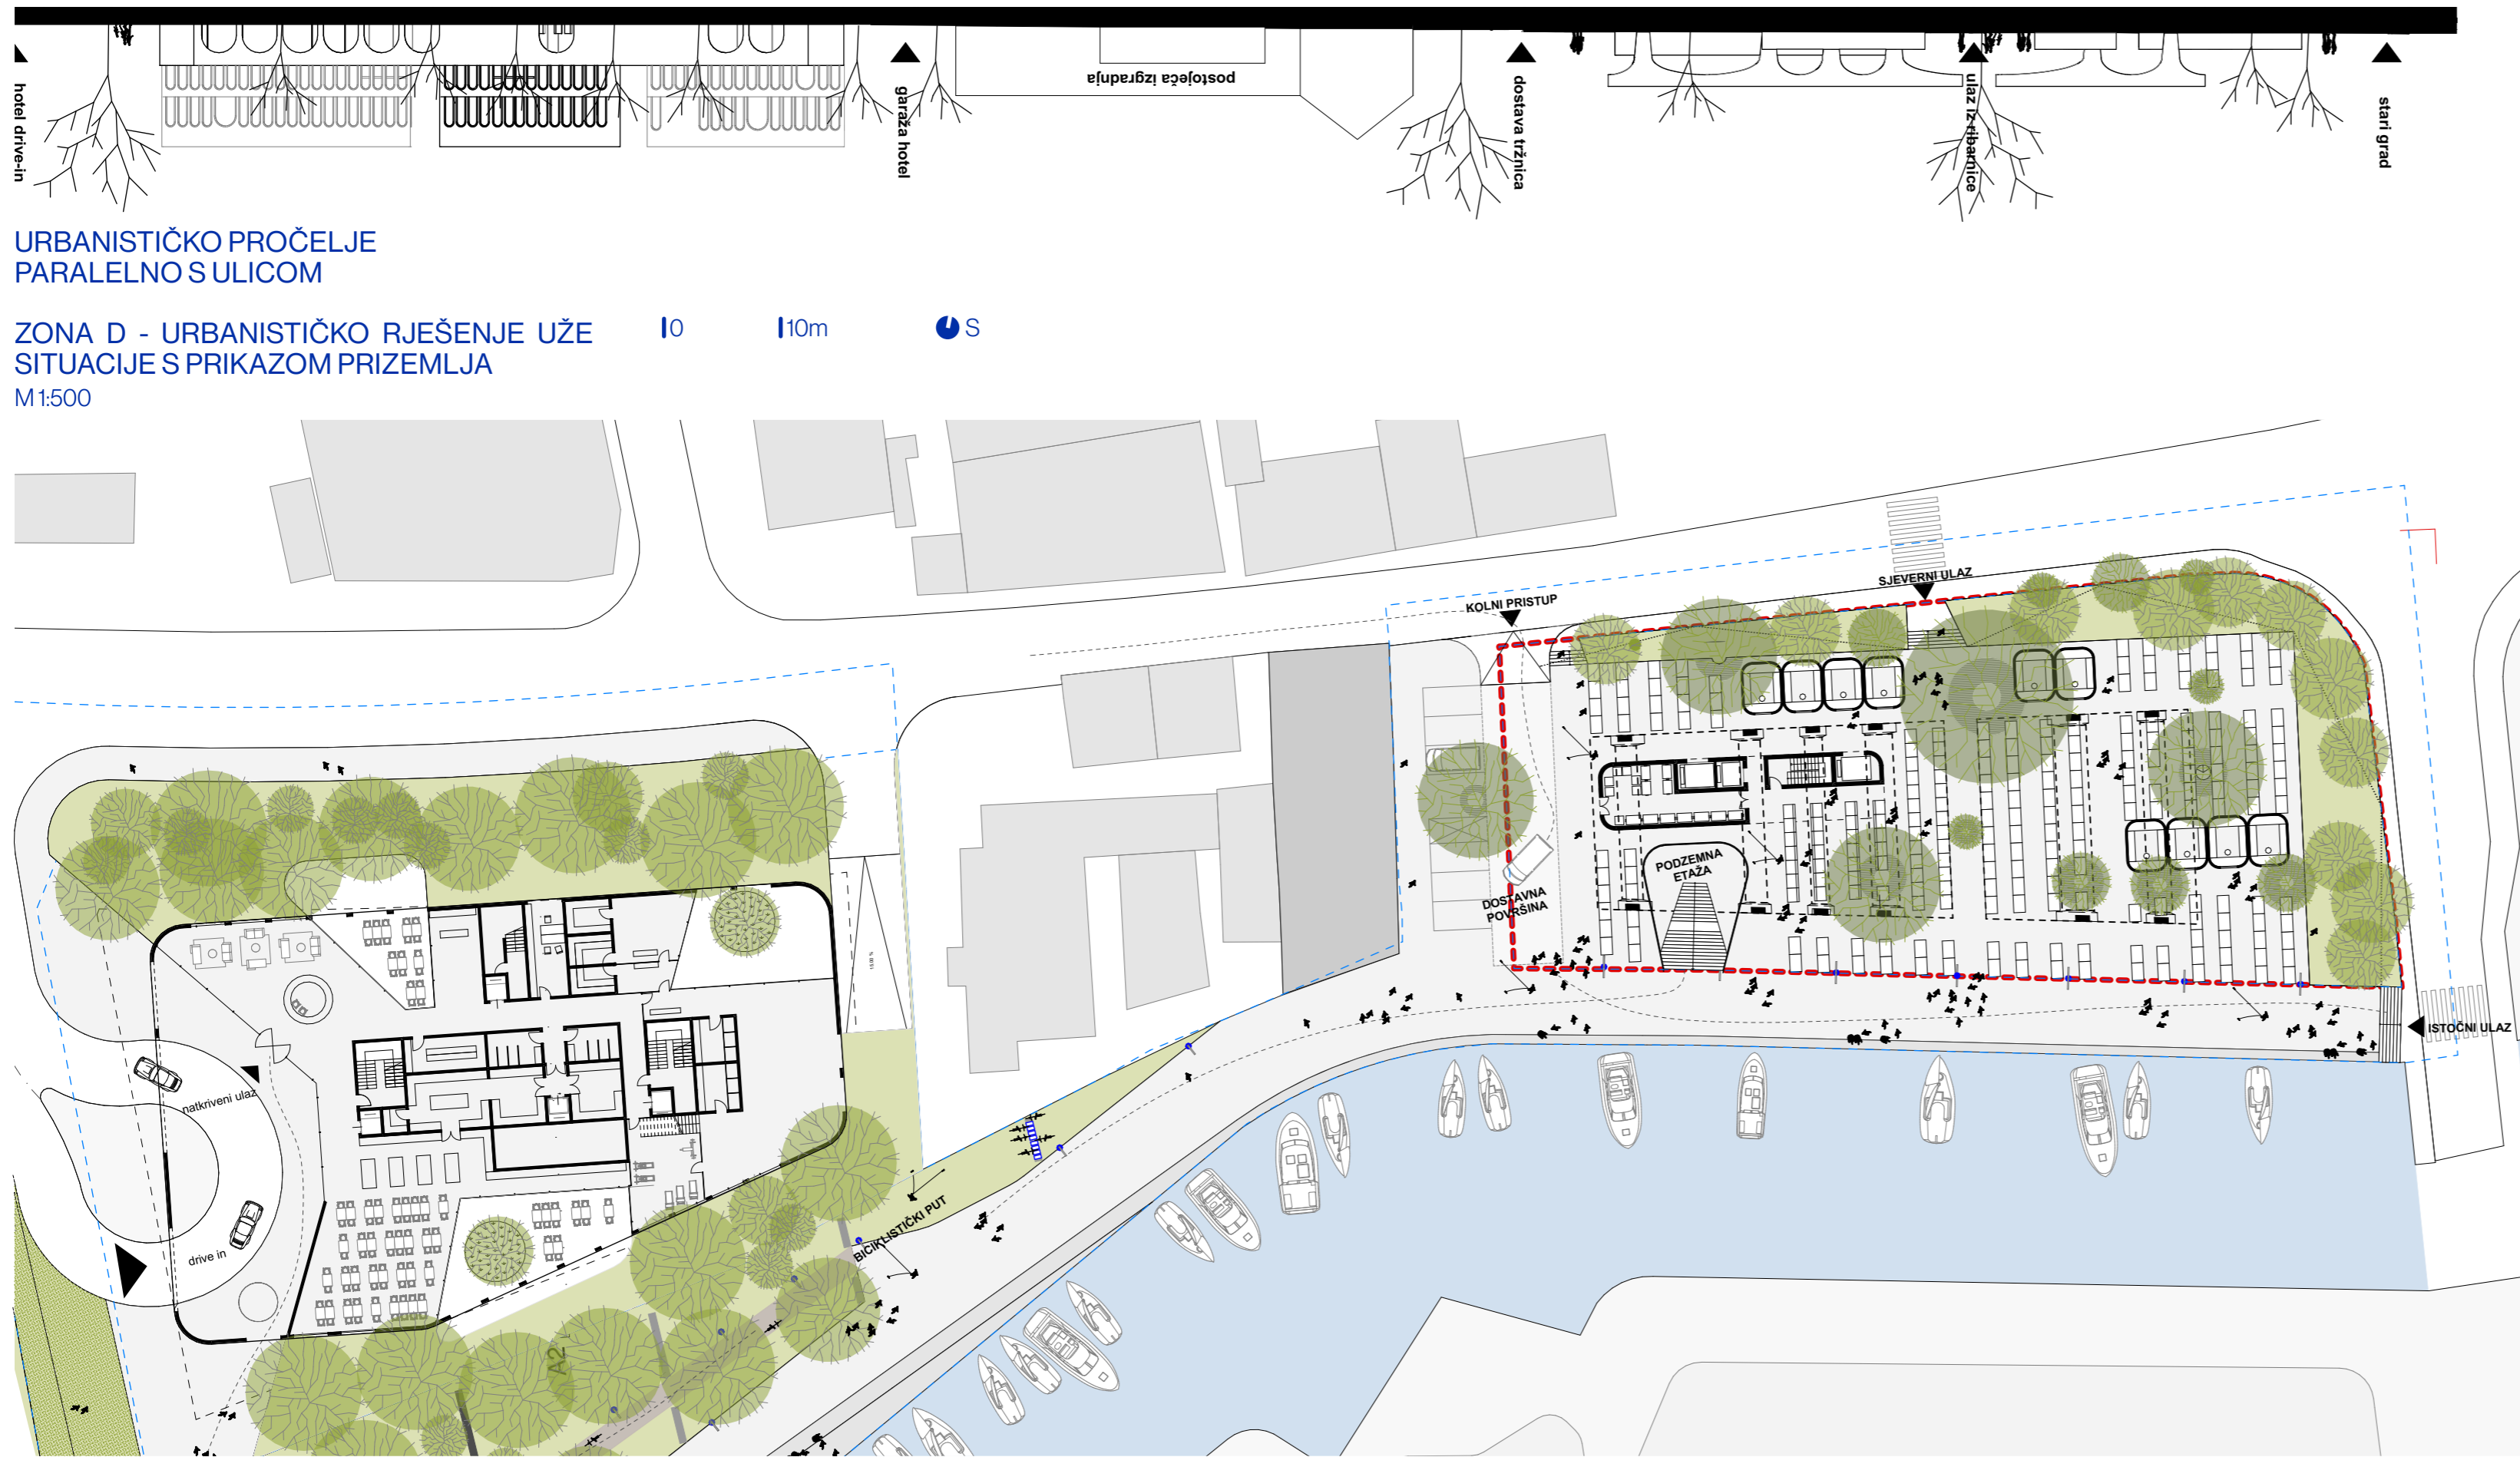 hotel drive-in
garaža hotel
postojeća izgradnja
dostava tržnica
ulaz iz ribarnice
stari grad
URBANISTIČKO PROČELJE
PARALELNO S ULICOM
ZONA D - URBANISTIČKO RJEŠENJE UŽE
SITUACIJE S PRIKAZOM PRIZEMLJA
M 1:500
0
10m
S
KOLNI PRISTUP
SJEVERNI ULAZ
PODZEMNA
ETAŽA
DOSTAVNA
POVRŠINA
ISTOČNI ULAZ
natkriveni ulaz
drive in
BICIKLISTIČKI PUT
A2